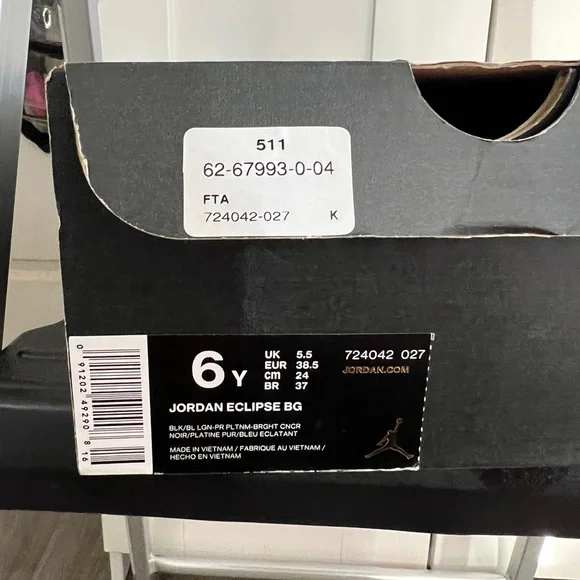 511
62-67993-0-04
FTA
724042-027 K
0 91202 49290 8 16
6 Y
UK 5.5
EUR 38.5
cm 24
BR 37
724042 027
JORDAN.COM
JORDAN ECLIPSE BG
BLK/BL LGN-PR PLTNM-BRGHT CNCR
NOIR/PLATINE PUR/BLEU ECLATANT
MADE IN VIETNAM / FABRIQUE AU VIETNAM /
HECHO EN VIETNAM